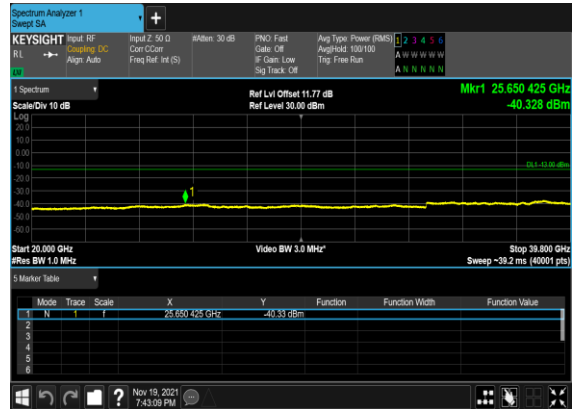 Spectrum Analyzer 1
Swept SA
+
KEYSIGHT Input: RF Input Z: 50 Ω #Atten: 30 dB PNO: Fast Avg Type: Power (RMS) 1 2 3 4 5 6
RL Coupling: DC Corr CCorr Gate: Off Avg|Hold: 100/100 A W W W W W
Align: Auto Freq Ref: Int (S) IF Gain: Low Trig: Free Run A N N N N N
Sig Track: Off
1 Spectrum Ref Lvl Offset 11.77 dB Mkr1 25.650 425 GHz
Scale/Div 10 dB Ref Level 30.00 dBm -40.328 dBm
Log
20.0
10.0
0.00
-10.0
DL1 -13.00 dBm
-20.0
-30.0
1
-40.0
-50.0
-60.0
Start 20.000 GHz Video BW 3.0 MHz* Stop 39.800 GHz
#Res BW 1.0 MHz Sweep ~39.2 ms (40001 pts)
5 Marker Table
Mode Trace Scale X Y Function Function Width Function Value
1 N 1 f 25.650 425 GHz -40.33 dBm
2
3
4
5
6
? Nov 19, 2021
7:43:09 PM